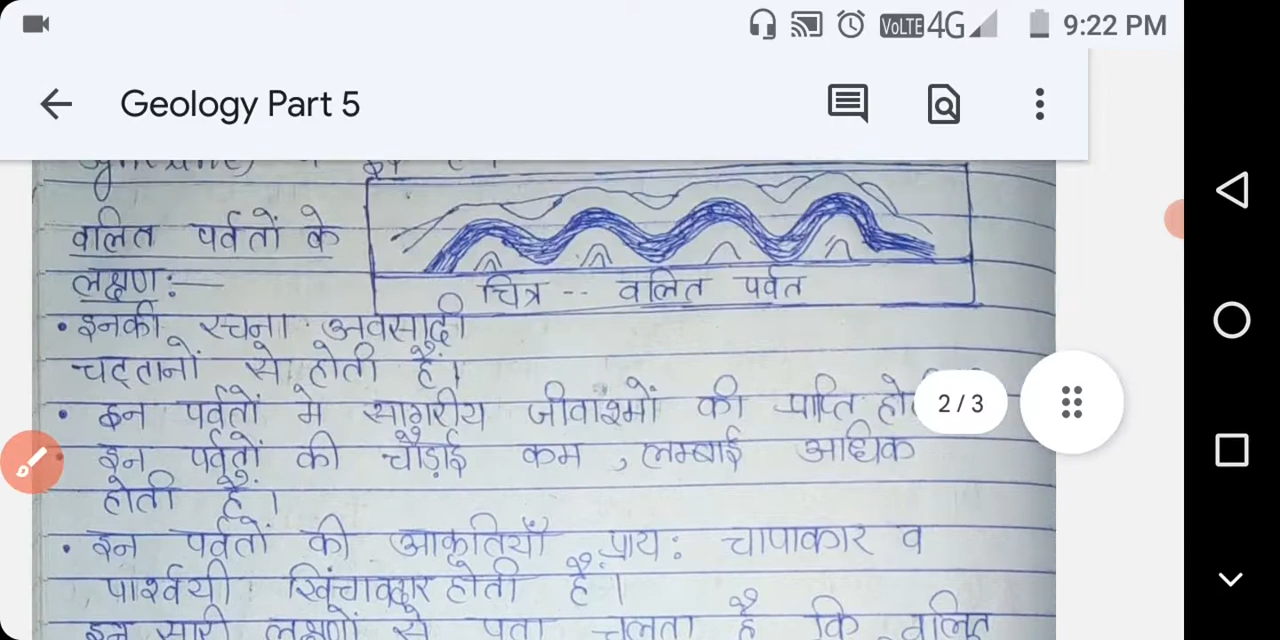 VoLTE 4G 9:22 PM
Geology Part 5
वलित पर्वतों के
लक्षण:—
चित्र -- वलित पर्वत
• इनकी रचना अवसादी
चट्तानों से होती है।
• इन पर्वतों मे सागरीय जीवाश्मों की प्राप्ति
2 / 3
इन पर्वतों की चौड़ाई कम, लम्बाई अधिक
होती है।
• इन पर्वतों की आकृतियाँ प्राय: चापाकार व
पार्श्वयी खिंचावदार होती है।
इन सारी लक्षणों से पता चलता है कि वलित